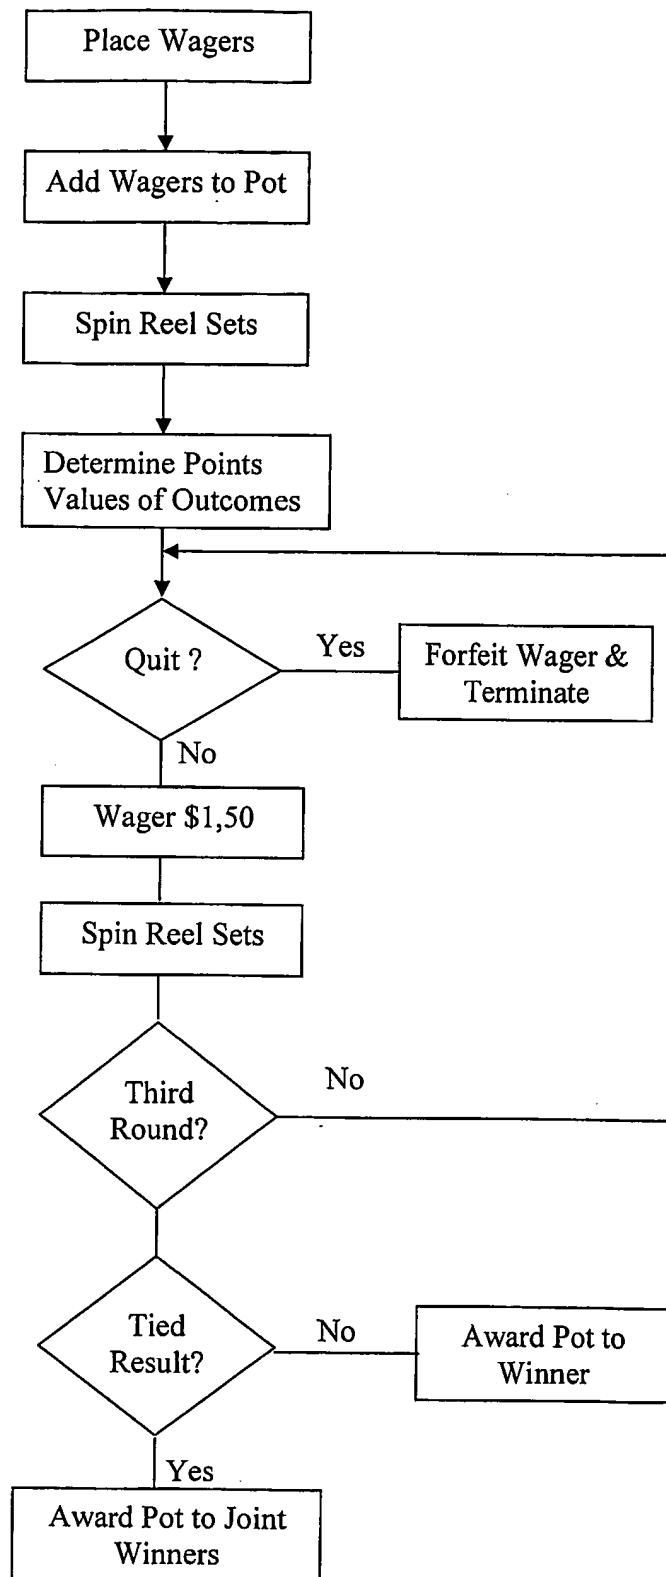 Place Wagers
Add Wagers to Pot
Spin Reel Sets
Determine Points
Values of Outcomes
Quit ?
Yes
Forfeit Wager &
Terminate
No
Wager $1,50
Spin Reel Sets
Third
Round?
No
Tied
Result?
No
Award Pot to
Winner
Yes
Award Pot to Joint
Winners